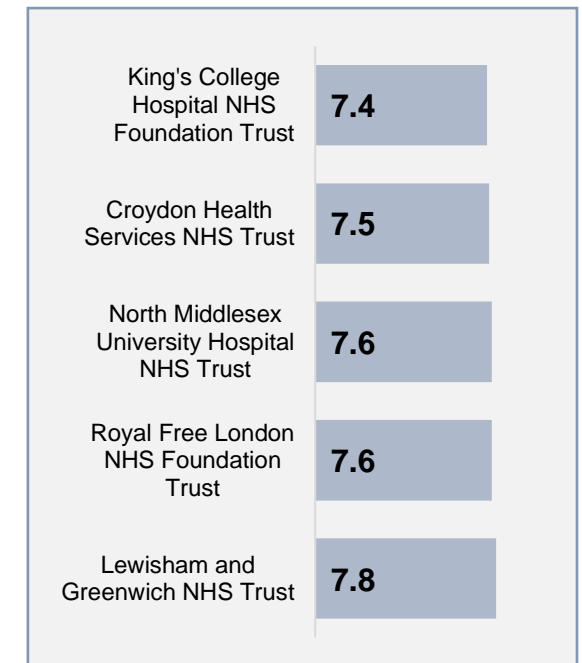 King's College
Hospital NHS
Foundation Trust
7.4
Croydon Health
Services NHS Trust
7.5
North Middlesex
University Hospital
NHS Trust
7.6
Royal Free London
NHS Foundation
Trust
7.6
Lewisham and
Greenwich NHS Trust
7.8